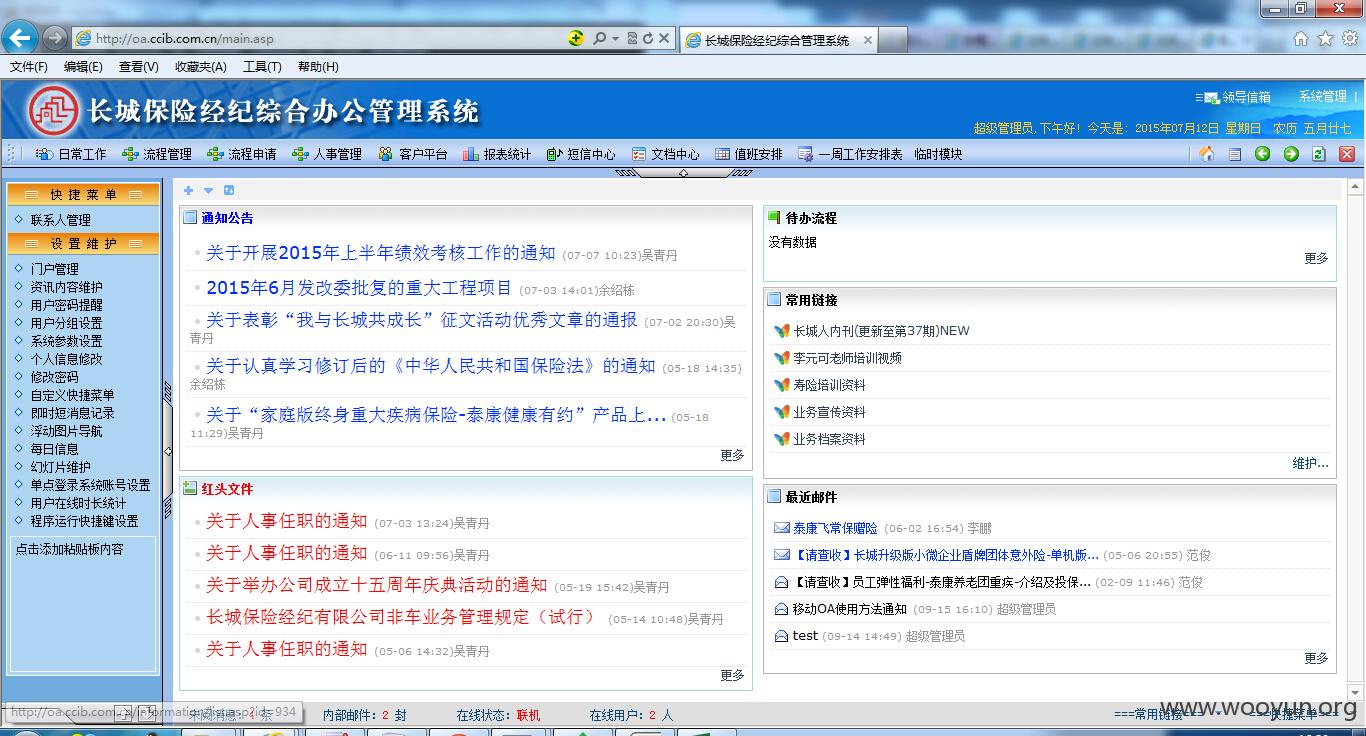 http://oa.ccib.com.cn/main.asp
长城保险经纪综合管理系统
文件(F) 编辑(E) 查看(V) 收藏夹(A) 工具(T) 帮助(H)
长城保险经纪综合办公管理系统
领导信箱 系统管理
超级管理员,下午好！今天是：2015年07月12日 星期日 农历 五月廿七
日常工作 流程管理 流程申请 人事管理 客户平台 报表统计 短信中心 文档中心 值班安排 一周工作安排表 临时模块
快捷菜单
联系人管理
设置维护
门户管理
资讯内容维护
用户密码提醒
用户分组设置
系统参数设置
个人信息修改
修改密码
自定义快捷菜单
即时短消息记录
浮动图片导航
每日信息
幻灯片维护
单点登录系统账号设置
用户在线时长统计
程序运行快捷键设置
点击添加粘贴板内容
通知公告
关于开展2015年上半年绩效考核工作的通知 (07-07 10:23)吴青丹
2015年6月发改委批复的重大工程项目 (07-03 14:01)余绍栋
关于表彰“我与长城共成长”征文活动优秀文章的通报 (07-02 20:30)吴
青丹
关于认真学习修订后的《中华人民共和国保险法》的通知 (05-18 14:35)
余绍栋
关于“家庭版终身重大疾病保险-泰康健康有约”产品上... (05-18
11:29)吴青丹
更多
红头文件
关于人事任职的通知 (07-03 13:24)吴青丹
关于人事任职的通知 (06-11 09:56)吴青丹
关于举办公司成立十五周年庆典活动的通知 (05-19 15:42)吴青丹
长城保险经纪有限公司非车业务管理规定（试行） (05-14 10:48)吴青丹
关于人事任职的通知 (05-06 14:32)吴青丹
更多
待办流程
没有数据
更多
常用链接
长城人内刊(更新至第37期)NEW
李元可老师培训视频
寿险培训资料
业务宣传资料
业务档案资料
维护...
最近邮件
泰康飞常保赠险 (06-02 16:54) 李鹏
【请查收】长城升级版小微企业盾牌团体意外险-单机版... (05-06 20:55) 范俊
【请查收】员工弹性福利-泰康养老团重疾-介绍及投保... (02-09 11:46) 范俊
移动OA使用方法通知 (09-15 16:10) 超级管理员
test (09-14 14:49) 超级管理员
更多
内部邮件：2 封 在线状态：联机 在线用户：2 人
===常用链接=== ===快捷菜单===
www.wooyun.org